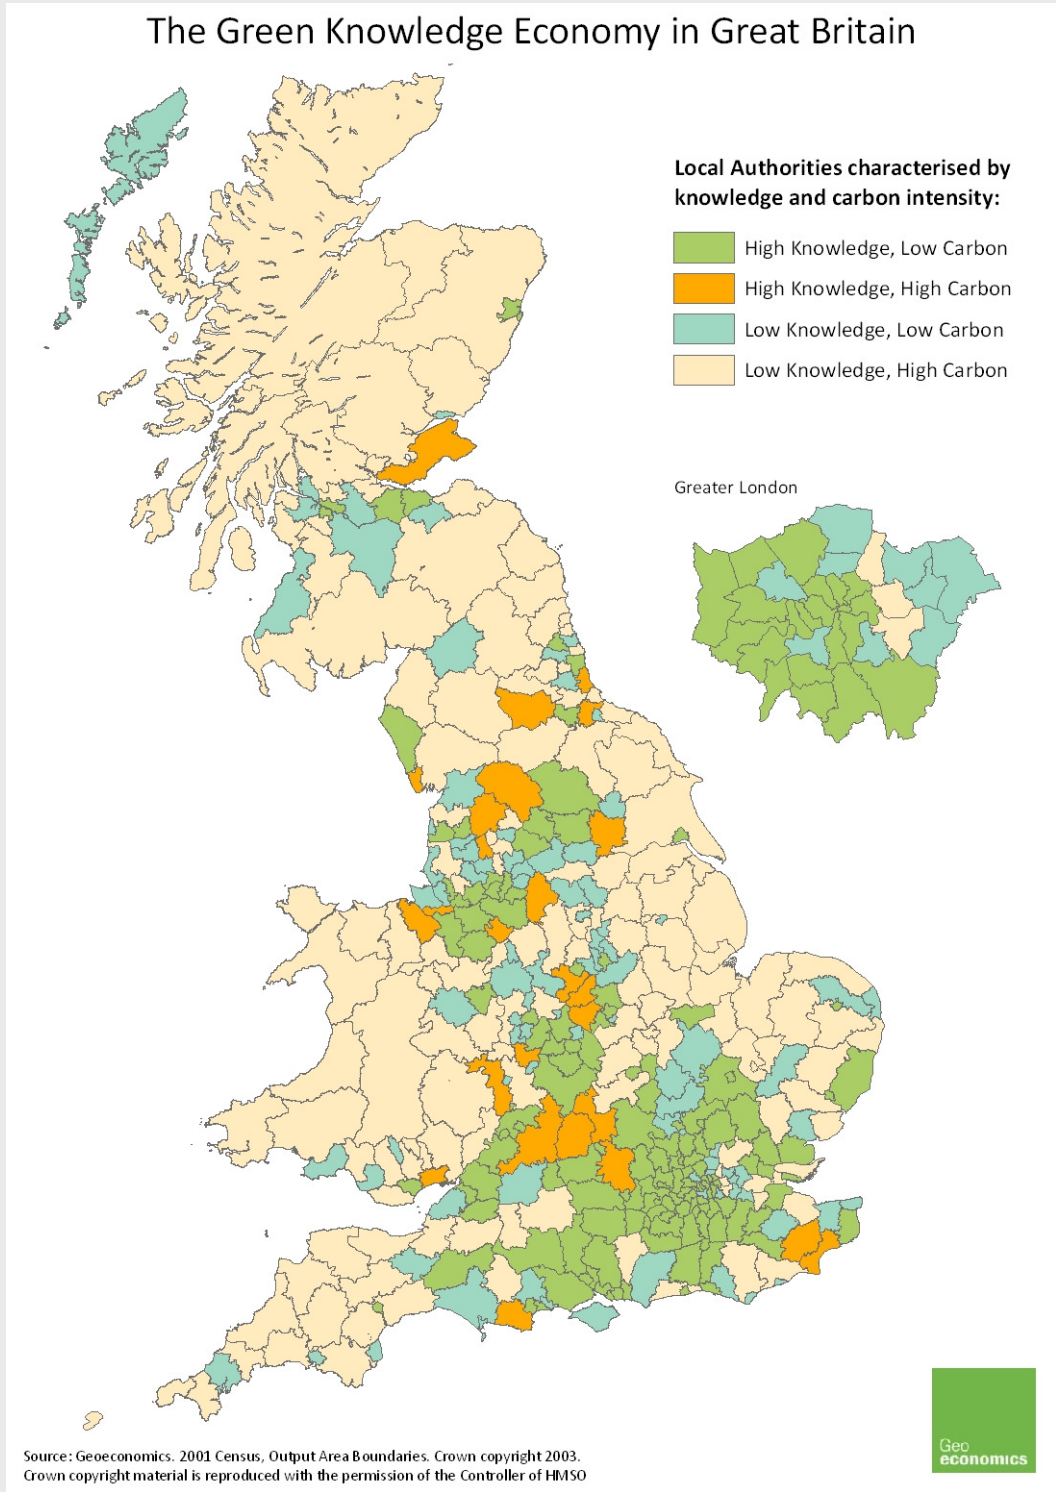 The Green Knowledge Economy in Great Britain
Local Authorities characterised by
knowledge and carbon intensity:
High Knowledge, Low Carbon
High Knowledge, High Carbon
Low Knowledge, Low Carbon
Low Knowledge, High Carbon
Greater London
Geo
economics
Source: Geoeconomics. 2001 Census, Output Area Boundaries. Crown copyright 2003.
Crown copyright material is reproduced with the permission of the Controller of HMSO